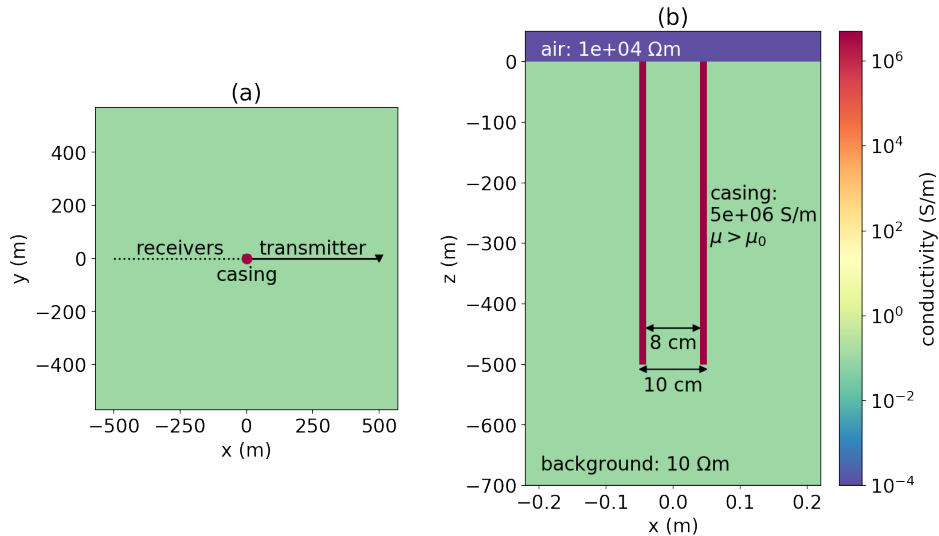 (a)
400
200
0
−200
−400
y (m)
receivers
transmitter
casing
−500
−250
0
250
500
x (m)
(b)
air: 1e+04 Ωm
0
−100
−200
−300
−400
−500
−600
−700
z (m)
casing:
5e+06 S/m
μ > μ₀
8 cm
10 cm
background: 10 Ωm
−0.2
−0.1
0.0
0.1
0.2
x (m)
10⁶
10⁴
10²
10⁰
10⁻²
10⁻⁴
conductivity (S/m)